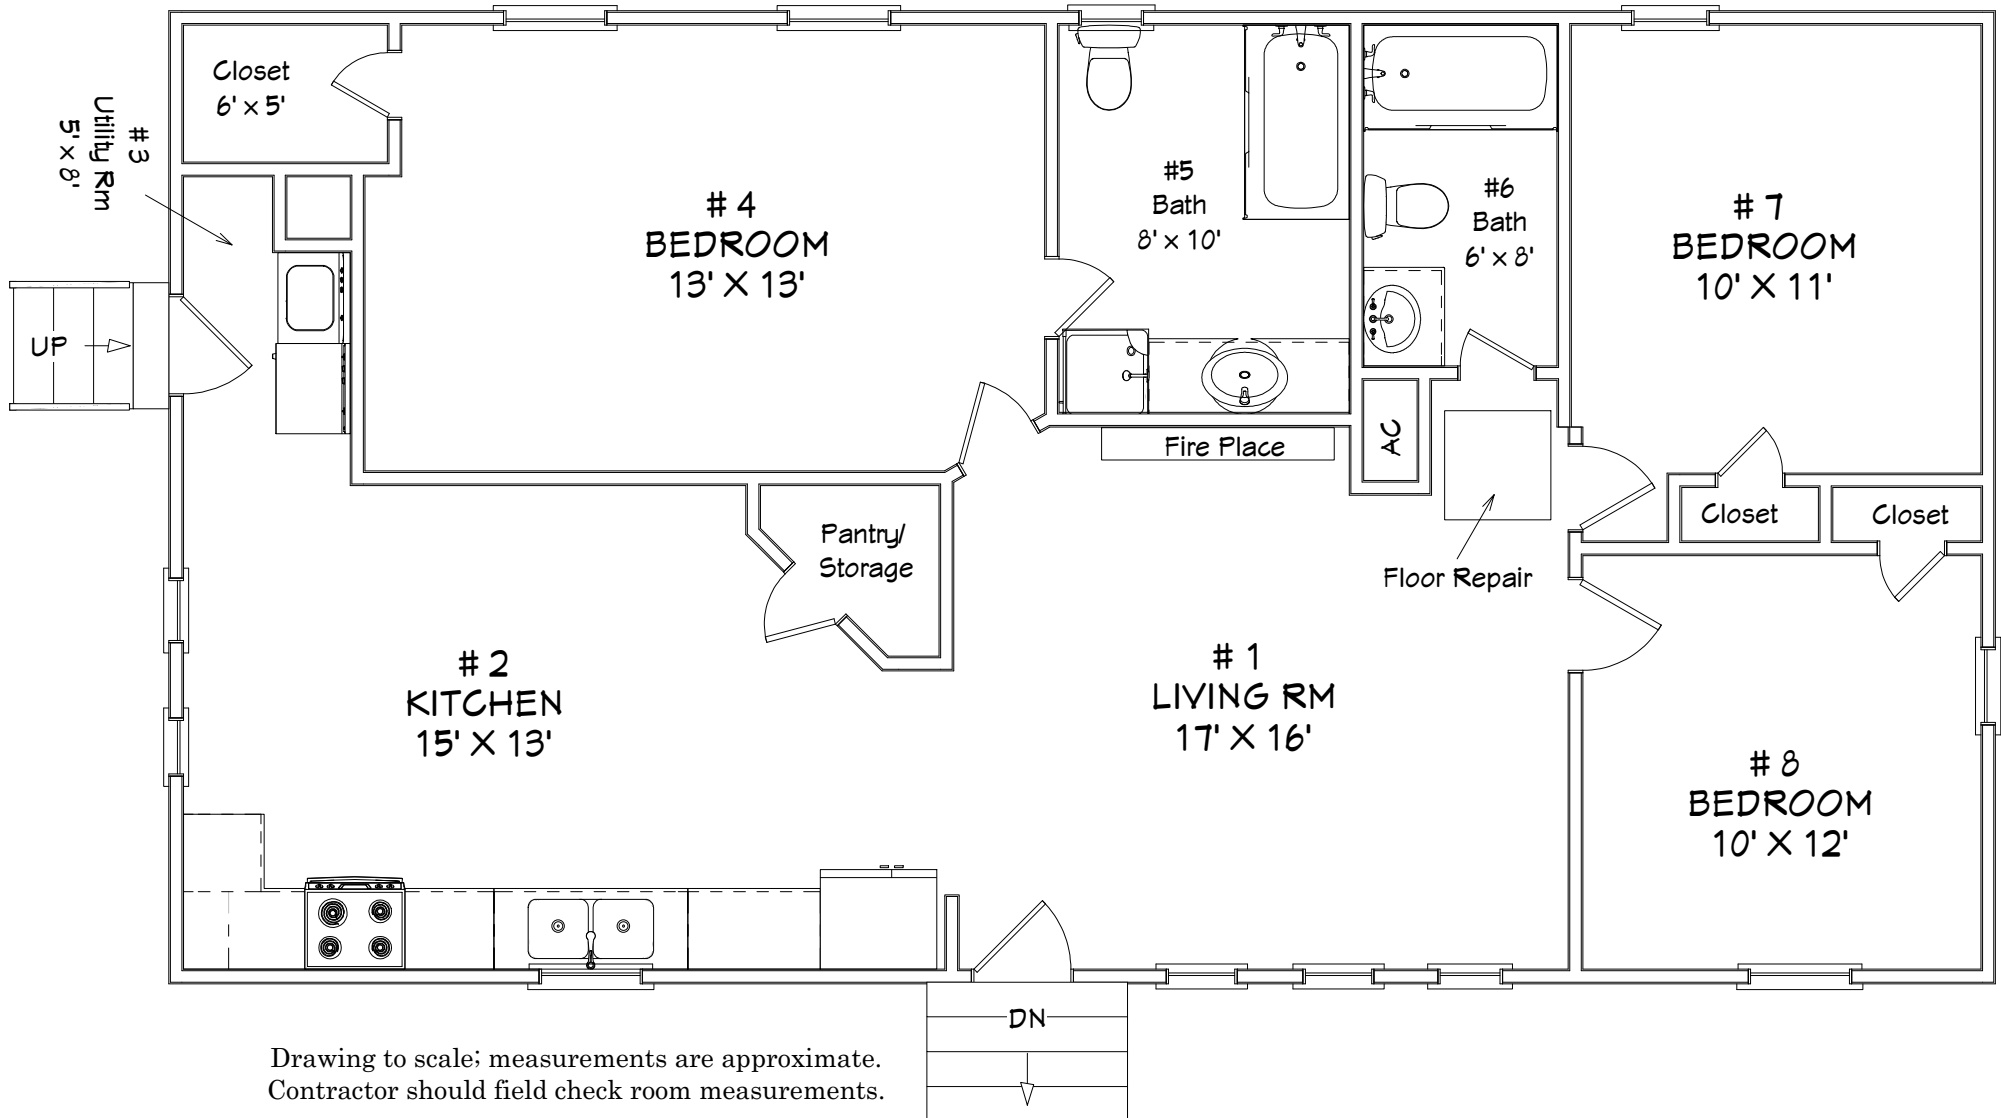 Closet
6' x 5'
# 3
Utility Rm
5' x 8'
# 4
BEDROOM
13' X 13'
#5
Bath
8' x 10'
#6
Bath
6' x 8'
# 7
BEDROOM
10' X 11'
UP
Fire Place
AC
Closet
Closet
Pantry/
Storage
Floor Repair
# 2
KITCHEN
15' X 13'
# 1
LIVING RM
17' X 16'
# 8
BEDROOM
10' X 12'
DN
Drawing to scale; measurements are approximate.
Contractor should field check room measurements.